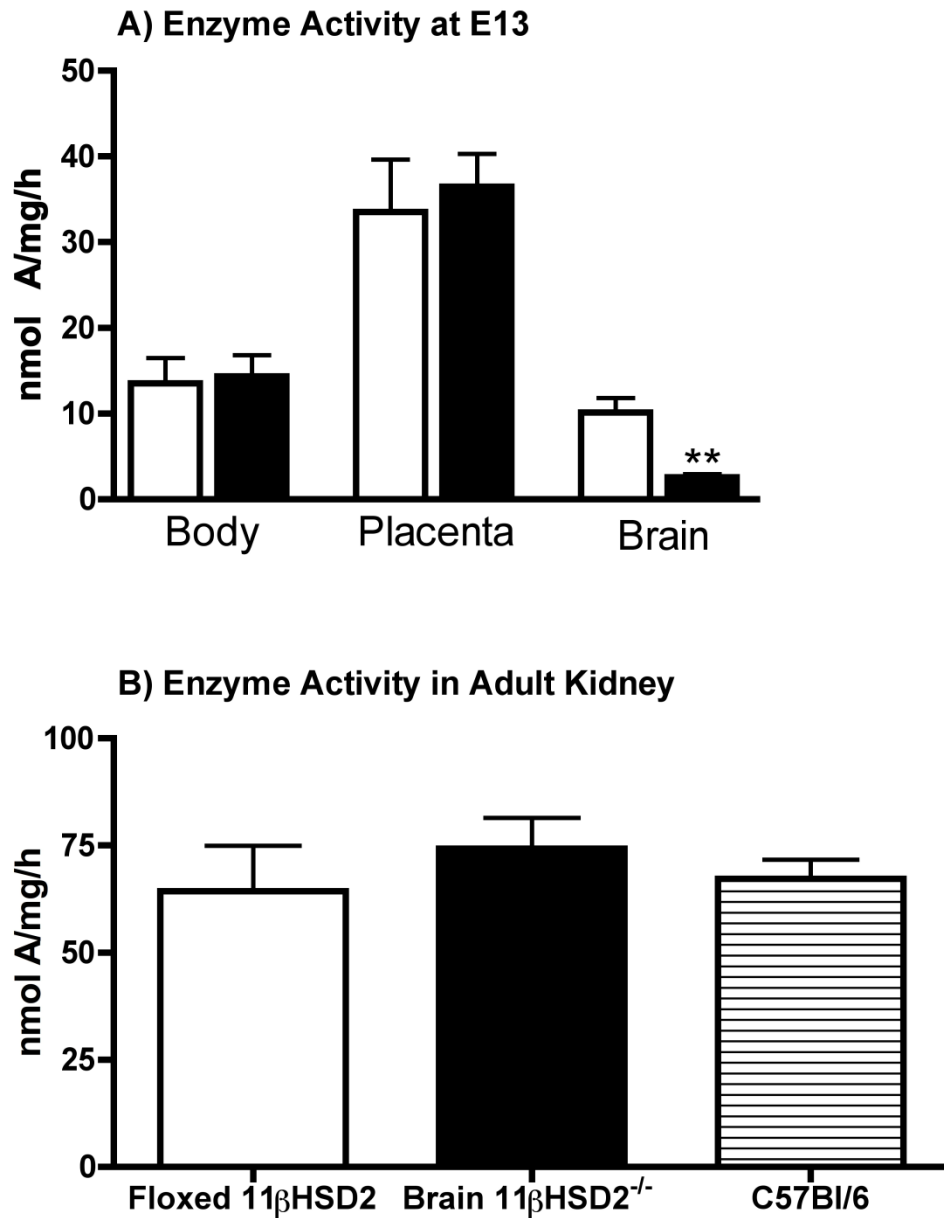 A) Enzyme Activity at E13
50
40
30
20
10
0
nmol A/mg/h
**
Body Placenta Brain
B) Enzyme Activity in Adult Kidney
100
75
50
25
0
nmol A/mg/h
Floxed 11βHSD2 Brain 11βHSD2⁻/⁻ C57Bl/6